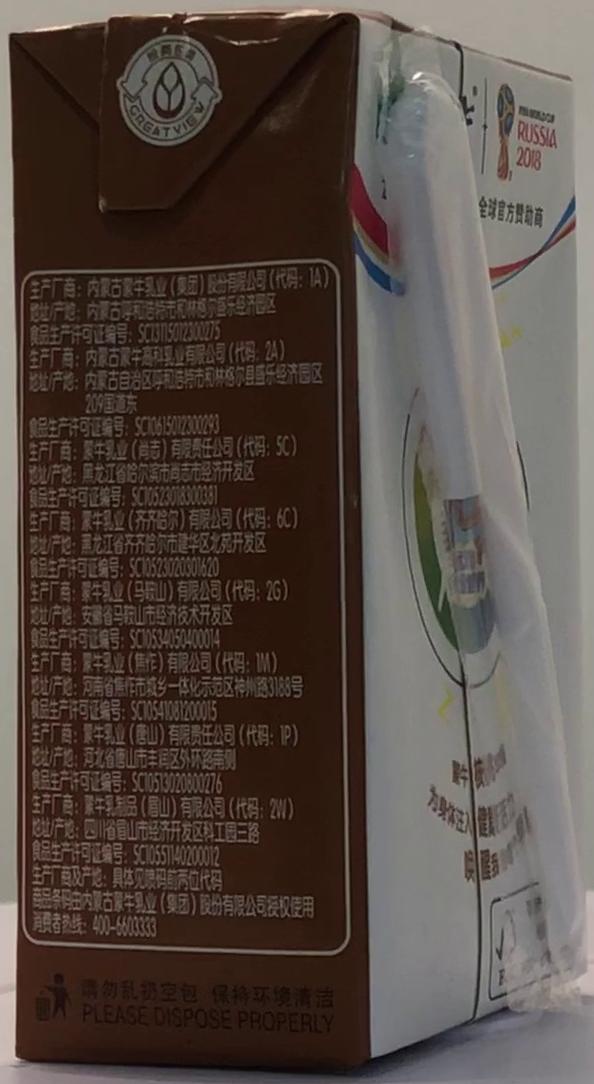 纷美包装
GREATVIEW
生产厂商：内蒙古蒙牛乳业（集团）股份有限公司（代码：1A）
地址/产地：内蒙古呼和浩特市和林格尔盛乐经济园区
食品生产许可证编号：SC13115012300275
生产厂商：内蒙古蒙牛高科乳业有限公司（代码：2A）
地址/产地：内蒙古自治区呼和浩特市和林格尔县盛乐经济园区
209国道东
食品生产许可证编号：SC10615012300293
生产厂商：蒙牛乳业（尚志）有限责任公司（代码：5C）
地址/产地：黑龙江省哈尔滨市尚志市经济开发区
食品生产许可证编号：SC10523018300381
生产厂商：蒙牛乳业（齐齐哈尔）有限公司（代码：6C）
地址/产地：黑龙江省齐齐哈尔市建华区北苑开发区
食品生产许可证编号：SC10523020301620
生产厂商：蒙牛乳业（马鞍山）有限公司（代码：2G）
地址/产地：安徽省马鞍山市经济技术开发区
食品生产许可证编号：SC10534050400014
生产厂商：蒙牛乳业（焦作）有限公司（代码：1M）
地址/产地：河南省焦作市城乡一体化示范区神州路3188号
食品生产许可证编号：SC10541081200015
生产厂商：蒙牛乳业（唐山）有限责任公司（代码：1P）
地址/产地：河北省唐山市丰润区外环路南侧
食品生产许可证编号：SC10513020800276
生产厂商：蒙牛乳制品（眉山）有限公司（代码：2W）
地址/产地：四川省眉山市经济开发区科工园三路
食品生产许可证编号：SC10551140200012
生产厂商及产地：具体见喷码前两位代码
商品条码由内蒙古蒙牛乳业（集团）股份有限公司授权使用
消费者热线：400-6603333
请勿乱扔空包 保持环境清洁
PLEASE DISPOSE PROPERLY
FIFA WORLD CUP
RUSSIA
2018
全球官方赞助商
蒙牛
为身体注入健
唤醒我